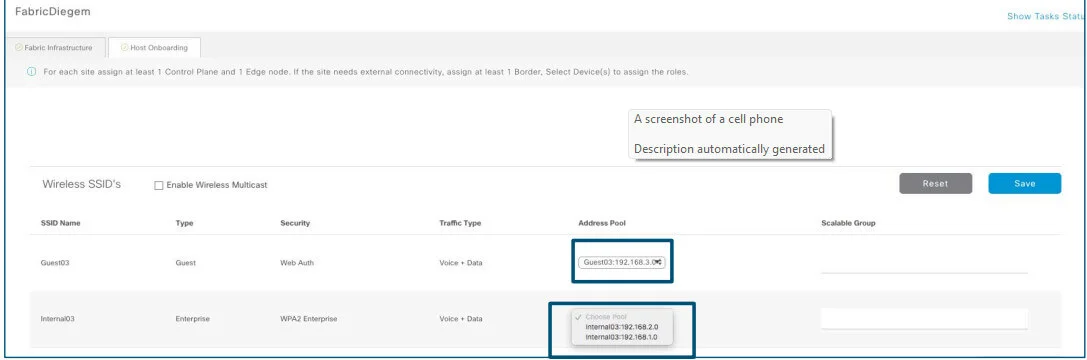 FabricDiegem
Show Tasks Statu
Fabric Infrastructure
Host Onboarding
For each site assign at least 1 Control Plane and 1 Edge node. If the site needs external connectivity, assign at least 1 Border, Select Device(s) to assign the roles.
A screenshot of a cell phone
Description automatically generated
Wireless SSID's
Enable Wireless Multicast
Reset
Save
SSID Name Type Security Traffic Type Address Pool Scalable Group
Guest03 Guest Web Auth Voice + Data Guest03:192.168.3.0
Internal03 Enterprise WPA2 Enterprise Voice + Data Choose Pool
Internal03:192.168.2.0
Internal03:192.168.1.0